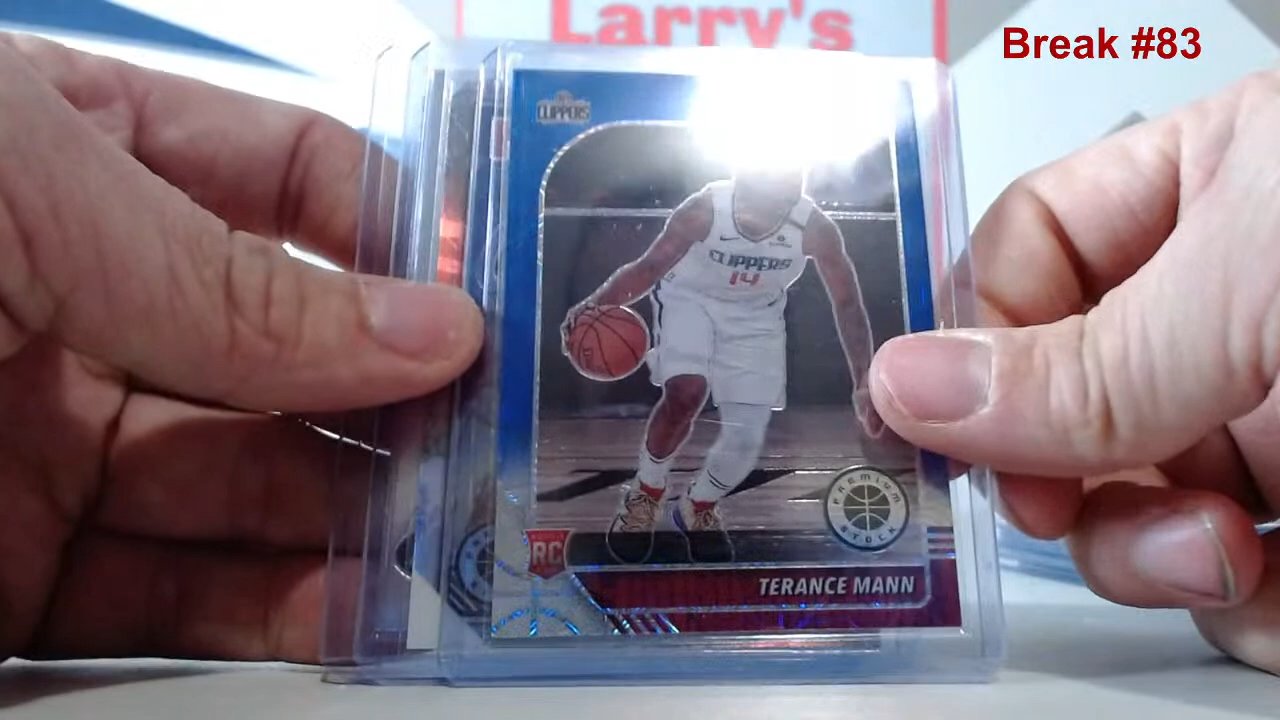 Larry's
Break #83
CLIPPERS
CLIPPERS
14
RC
PREMIUM
STOCK
TERANCE MANN